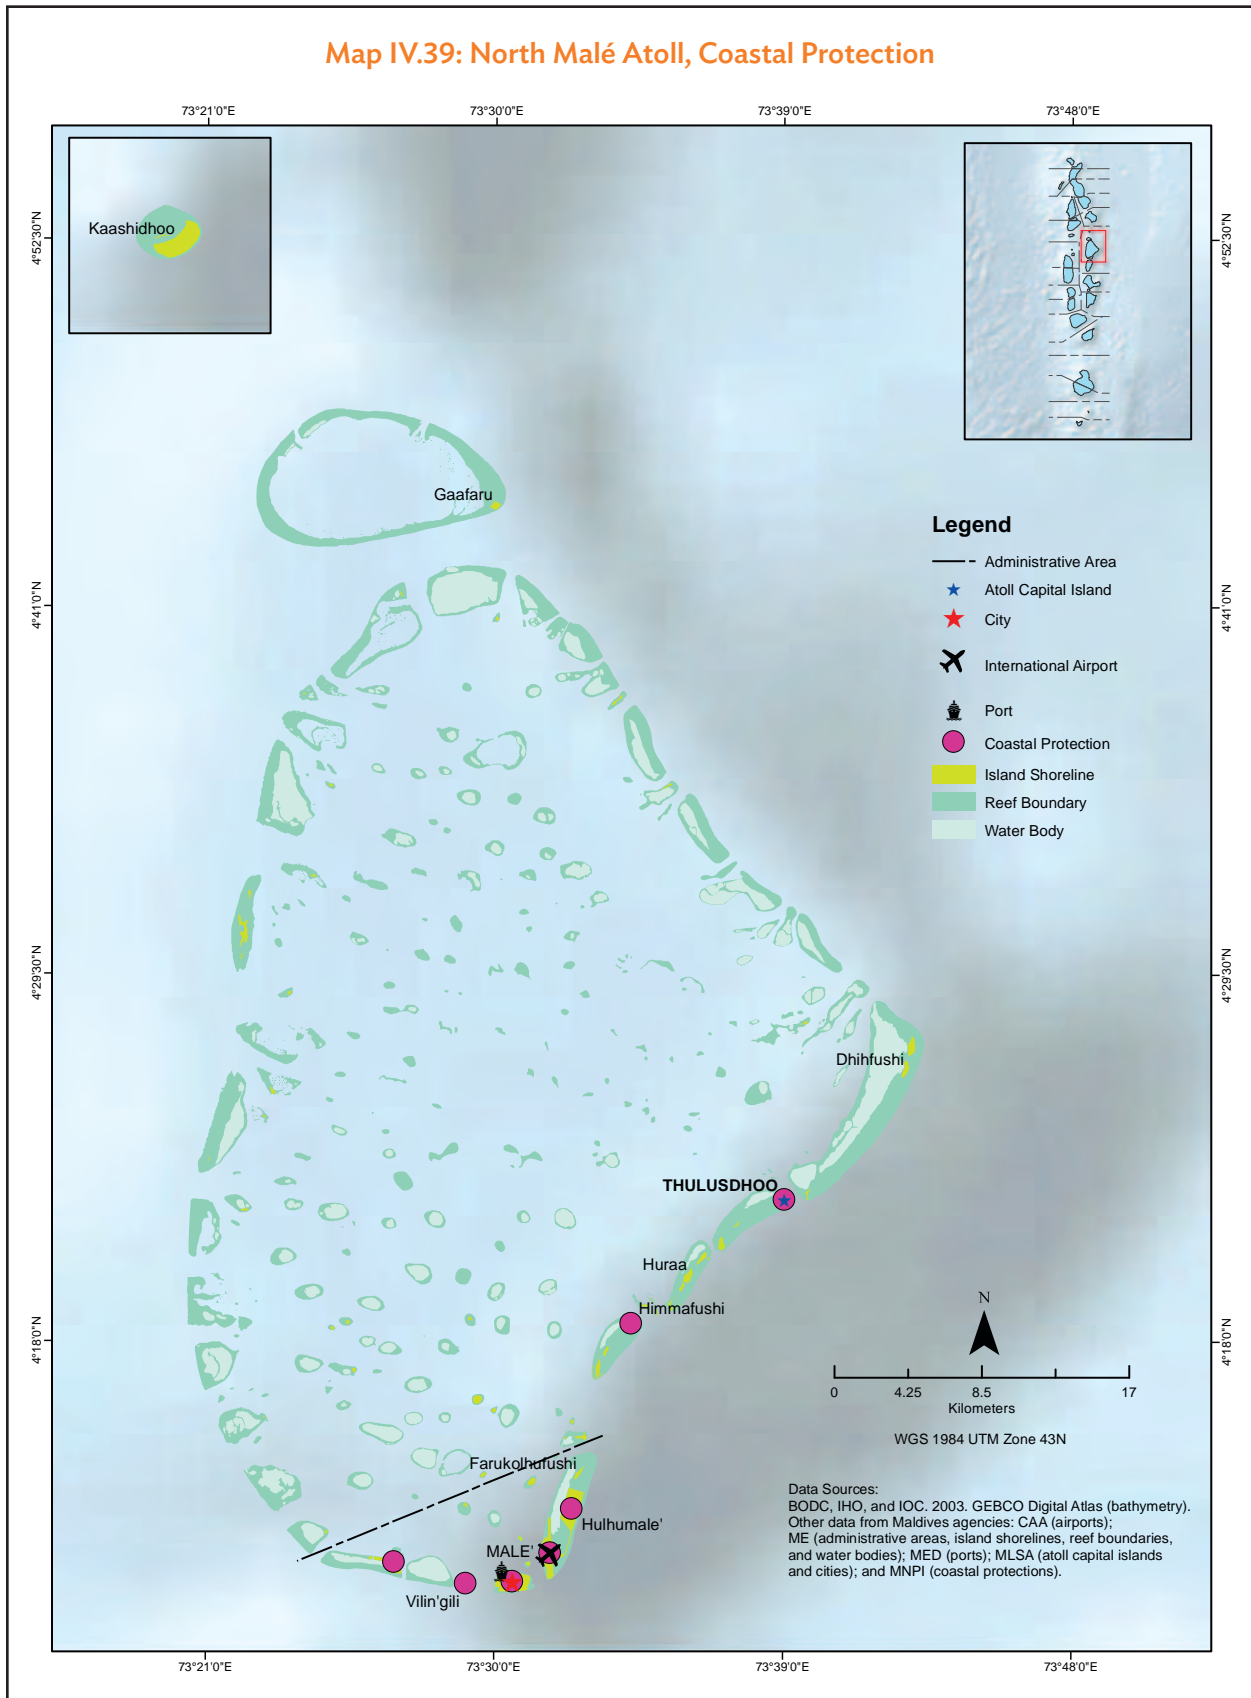 Map IV.39: North Malé Atoll, Coastal Protection
73°21'0"E 73°30'0"E 73°39'0"E 73°48'0"E
4°52'30"N
4°52'30"N
Kaashidhoo
Gaafaru
Legend
Administrative Area
Atoll Capital Island
City
International Airport
Port
Coastal Protection
Island Shoreline
Reef Boundary
Water Body
4°41'0"N
4°41'0"N
4°29'30"N
4°29'30"N
Dhihfushi
THULUSDHOO
Huraa
Himmafushi
4°18'0"N
4°18'0"N
N
0 4.25 8.5 17
Kilometers
WGS 1984 UTM Zone 43N
Farukolhufushi
Hulhumale'
MALE'
Vilin'gili
Data Sources:
BODC, IHO, and IOC. 2003. GEBCO Digital Atlas (bathymetry).
Other data from Maldives agencies: CAA (airports);
ME (administrative areas, island shorelines, reef boundaries,
and water bodies); MED (ports); MLSA (atoll capital islands
and cities); and MNPI (coastal protections).
73°21'0"E 73°30'0"E 73°39'0"E 73°48'0"E